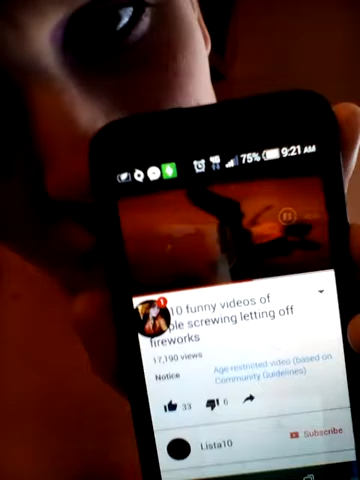 75% 9:21 AM
1
10 funny videos of
ple screwing letting off
fireworks
17,190 views
Notice
Age-restricted video (based on
Community Guidelines)
33 6
Lista10
Subscribe